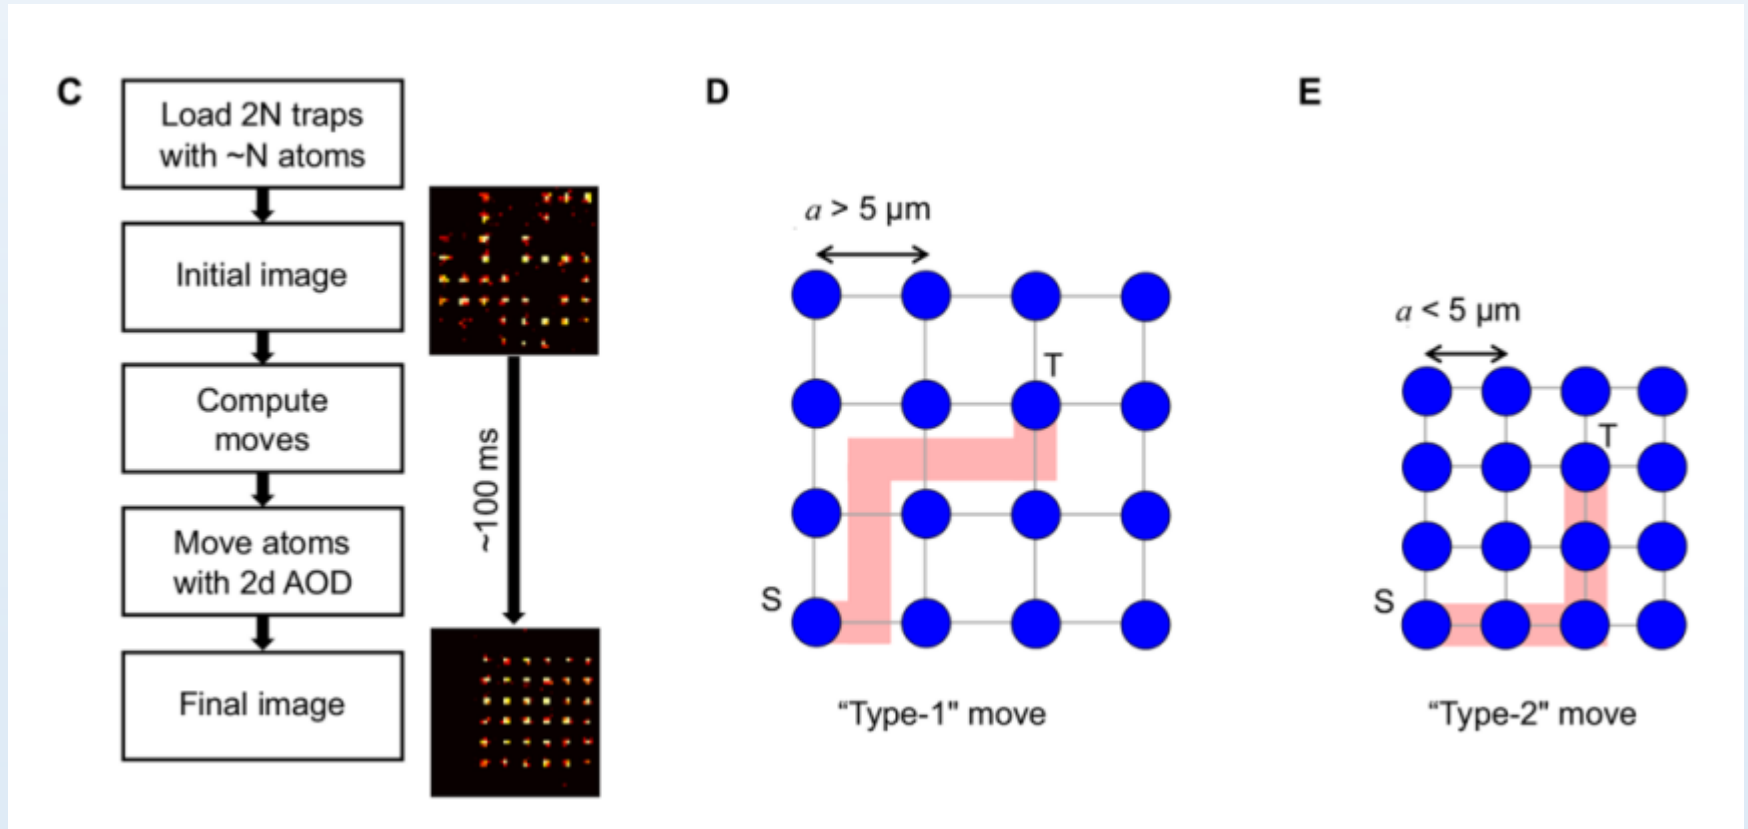 C
Load 2N traps
with ~N atoms
Initial image
Compute
moves
Move atoms
with 2d AOD
Final image
~100 ms
D
a > 5 µm
T
S
“Type-1" move
E
a < 5 µm
T
S
“Type-2" move